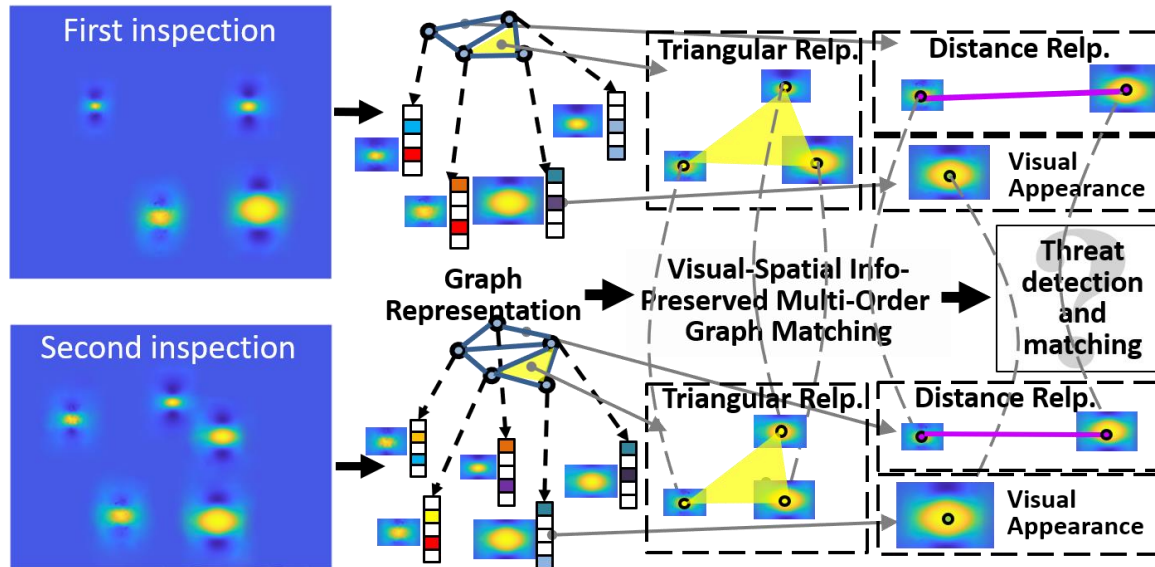 First inspection
Triangular Relp.
Distance Relp.
Visual
Appearance
Graph
Representation
Visual-Spatial Info-
Preserved Multi-Order
Graph Matching
?
Threat
detection
and
matching
Second inspection
Triangular Relp.
Distance Relp.
Visual
Appearance